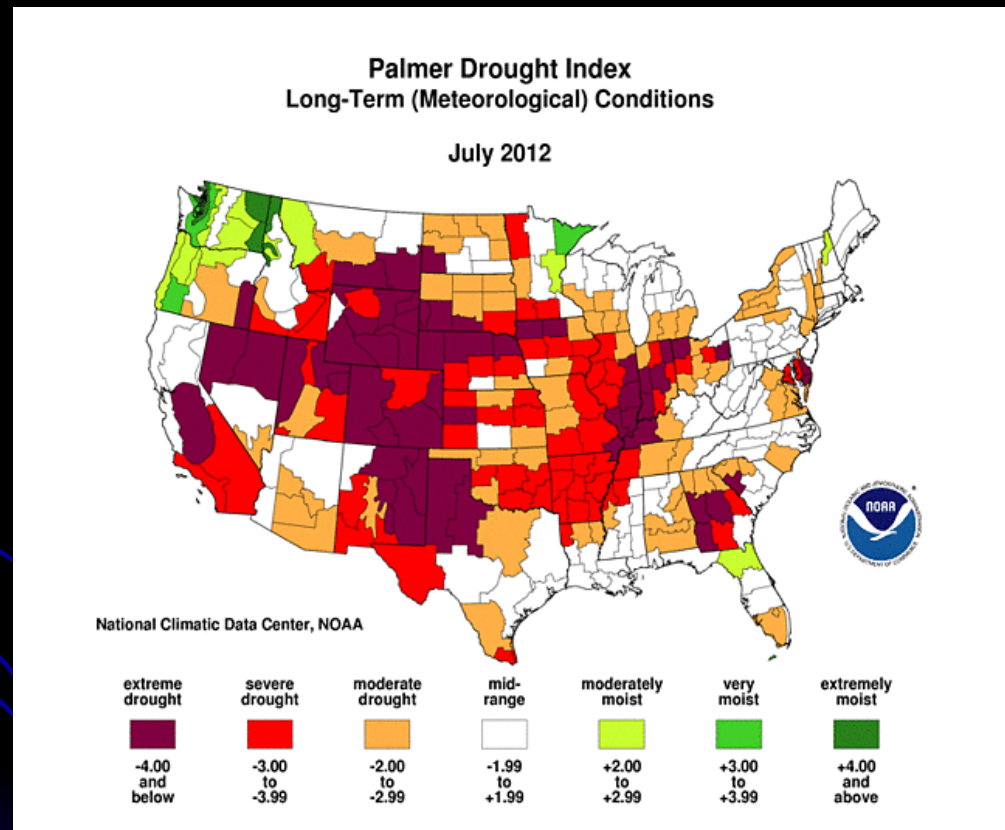 Palmer Drought Index
Long-Term (Meteorological) Conditions
July 2012
NOAA
National Climatic Data Center, NOAA
extreme drought
severe drought
moderate drought
mid-range
moderately moist
very moist
extremely moist
-4.00 and below
-3.00 to -3.99
-2.00 to -2.99
-1.99 to +1.99
+2.00 to +2.99
+3.00 to +3.99
+4.00 and above